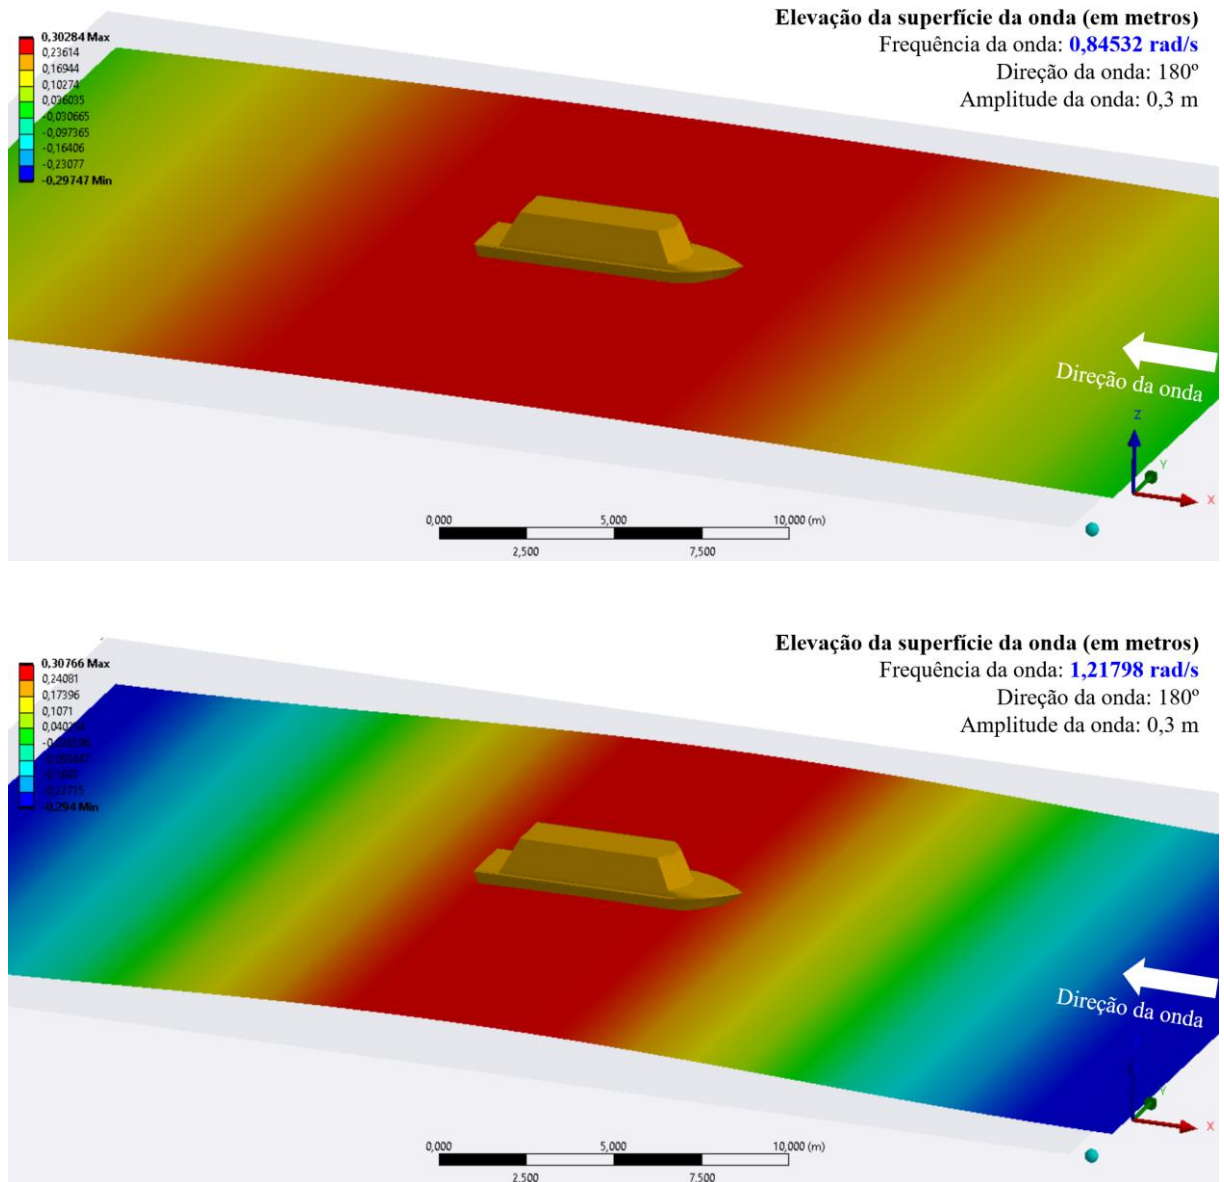 Elevação da superfície da onda (em metros)
Frequência da onda: 0,84532 rad/s
Direção da onda: 180º
Amplitude da onda: 0,3 m
0,30284 Max
0,23614
0,16944
0,10274
0,036035
-0,030665
-0,097365
-0,16406
-0,23077
-0,29747 Min
Direção da onda
Z
Y
X
0,000 5,000 10,000 (m)
2,500 7,500
Elevação da superfície da onda (em metros)
Frequência da onda: 1,21798 rad/s
Direção da onda: 180º
Amplitude da onda: 0,3 m
0,30766 Max
0,24081
0,17396
0,1071
-0,22715
-0,294 Min
Direção da onda
Y
X
0,000 5,000 10,000 (m)
2,500 7,500